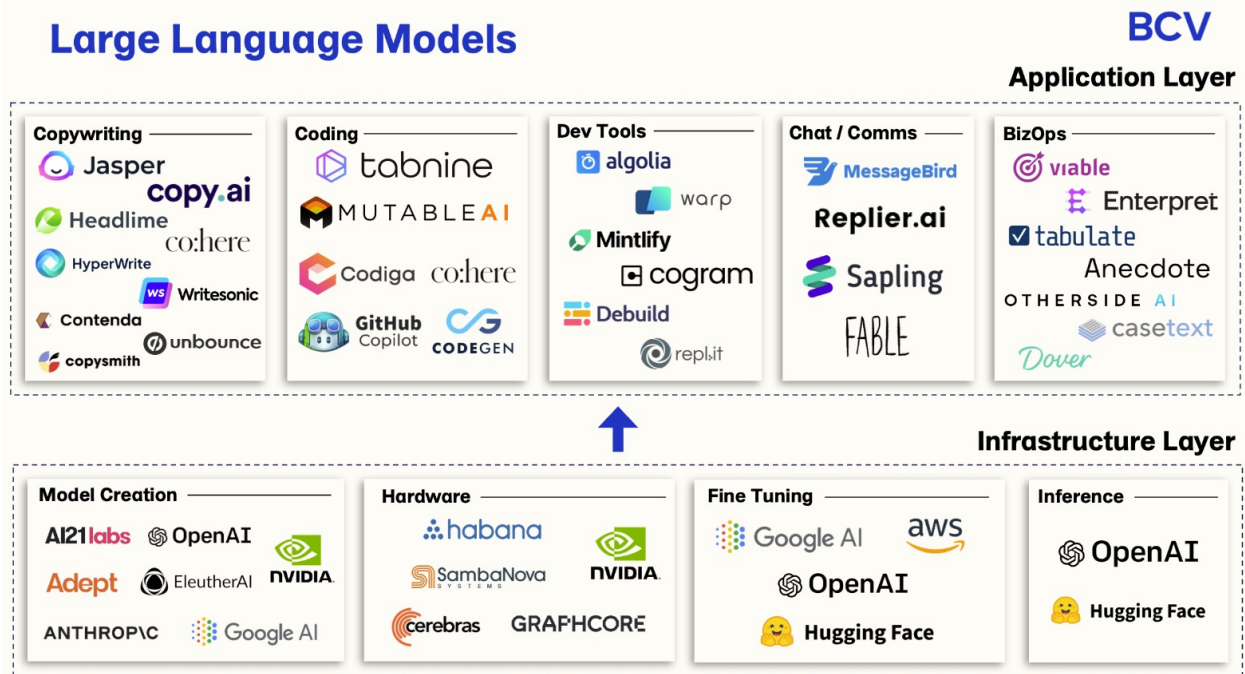 Large Language Models
BCV
Application Layer
Copywriting
Jasper
copy.ai
Headlime
co:here
HyperWrite
WS Writesonic
Contenda
unbounce
copysmith
Coding
tabnine
MUTABLEAI
Codiga co:here
GitHub
Copilot
CODEGEN
Dev Tools
algolia
warp
Mintlify
cogram
Debuild
repl.it
Chat / Comms
MessageBird
Replier.ai
Sapling
FABLE
BizOps
viable
Enterpret
tabulate
Anecdote
OTHERSIDE AI
casetext
Dover
Infrastructure Layer
Model Creation
AI21labs OpenAI
NVIDIA.
Adept EleutherAI
ANTHROP\C Google AI
Hardware
habana
NVIDIA.
SambaNova
SYSTEMS
cerebras GRAPHCORE
Fine Tuning
Google AI aws
OpenAI
Hugging Face
Inference
OpenAI
Hugging Face